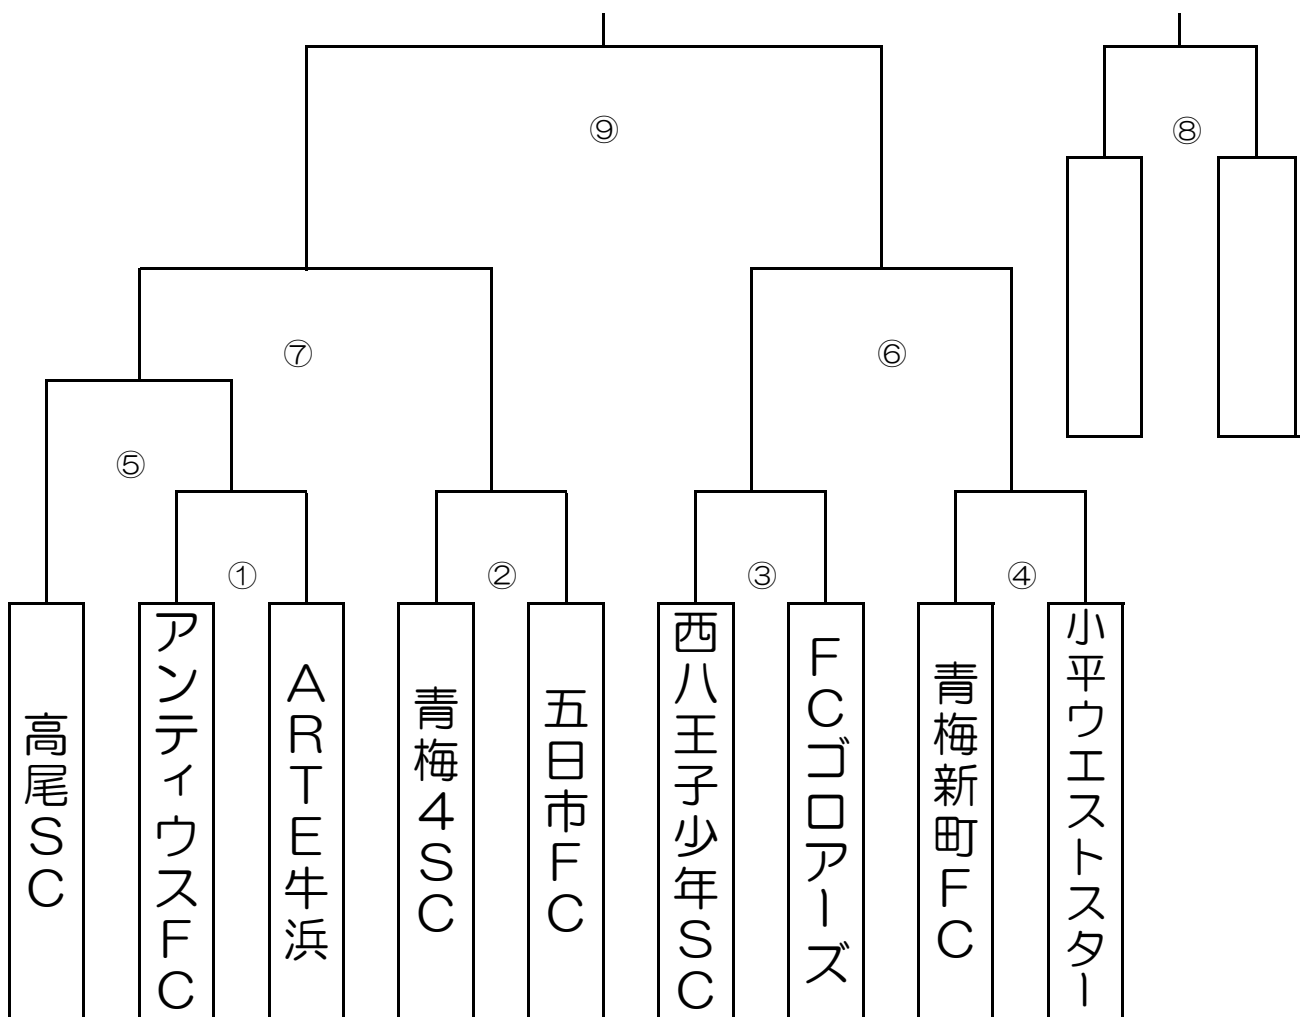 ⑨
⑧
⑦
⑥
⑤
①
②
③
④
高尾SC
アンティウスFC
ARTE牛浜
青梅4SC
五日市FC
西八王子少年SC
FCゴロアーズ
青梅新町FC
小平ウエストスター